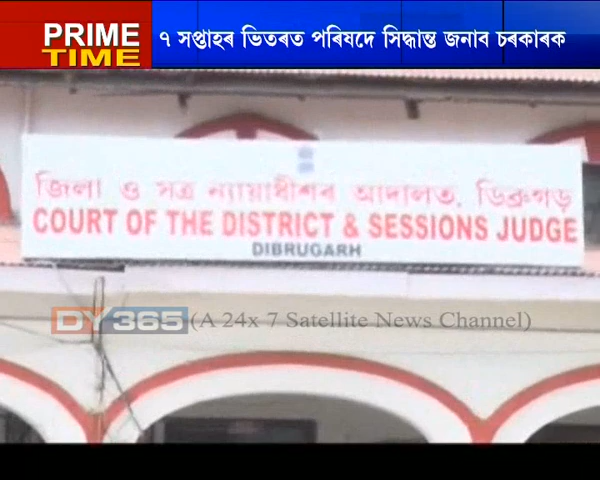 PRIME
TIME
৭ সপ্তাহৰ ভিতৰত পৰিষদে সিদ্ধান্ত জনাব চৰকাৰক
জিলা ও সত্ৰ ন্যায়াধীশৰ আদালত, ডিব্ৰুগড়
COURT OF THE DISTRICT & SESSIONS JUDGE
DIBRUGARH
DY365 (A 24x 7 Satellite News Channel)